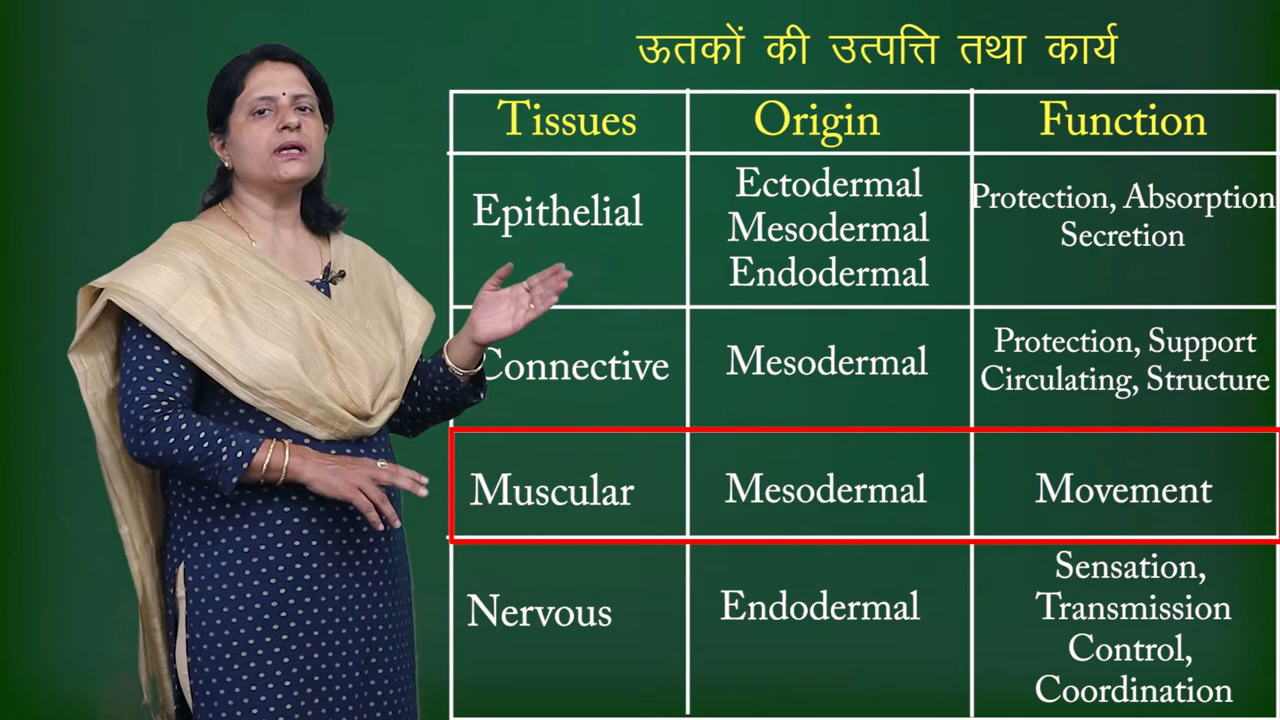 ऊतकों की उत्पत्ति तथा कार्य
Tissues Origin Function
Epithelial
Ectodermal
Mesodermal
Endodermal
Protection, Absorption
Secretion
Connective
Mesodermal
Protection, Support
Circulating, Structure
Muscular Mesodermal Movement
Nervous
Endodermal
Sensation,
Transmission
Control,
Coordination